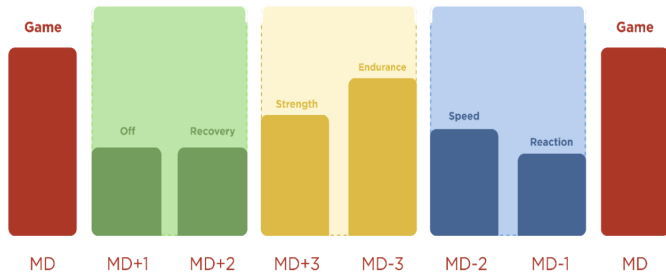 Game
Game
Endurance
Strength
Speed
Off
Recovery
Reaction
MD
MD+1
MD+2
MD+3
MD-3
MD-2
MD-1
MD